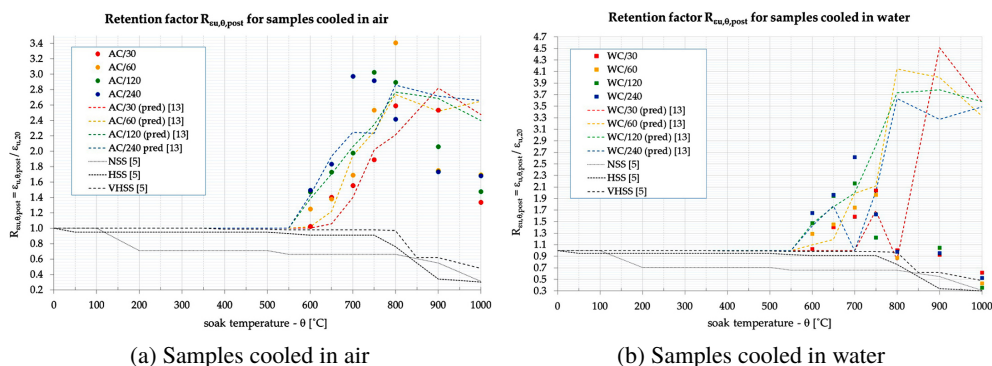 Retention factor Rεu,θ,post for samples cooled in air
Rεu,θ,post = εu,θ,post / εu,20
3.4
3.2
3.0
2.8
2.6
2.4
2.2
2.0
1.8
1.6
1.4
1.2
1.0
0.8
0.6
0.4
0.2
AC/30
AC/60
AC/120
AC/240
AC/30 (pred) [13]
AC/60 (pred) [13]
AC/120 (pred) [13]
AC/240 pred [13]
NSS [5]
HSS [5]
VHSS [5]
0 100 200 300 400 500 600 700 800 900 1000
soak temperature - θ [°C]
(a) Samples cooled in air
Retention factor Rεu,θ,post for samples cooled in water
Rεu,θ,post = εu,θ,post / εu,20
4.7
4.5
4.3
4.1
3.9
3.7
3.5
3.3
3.1
2.9
2.7
2.5
2.3
2.1
1.9
1.7
1.5
1.3
1.1
0.9
0.7
0.5
0.3
WC/30
WC/60
WC/120
WC/240
WC/30 (pred) [13]
WC/60 (pred) [13]
WC/120 (pred) [13]
WC/240 (pred) [13]
NSS [5]
HSS [5]
VHSS [5]
0 100 200 300 400 500 600 700 800 900 1000
soak temperature - θ [°C]
(b) Samples cooled in water